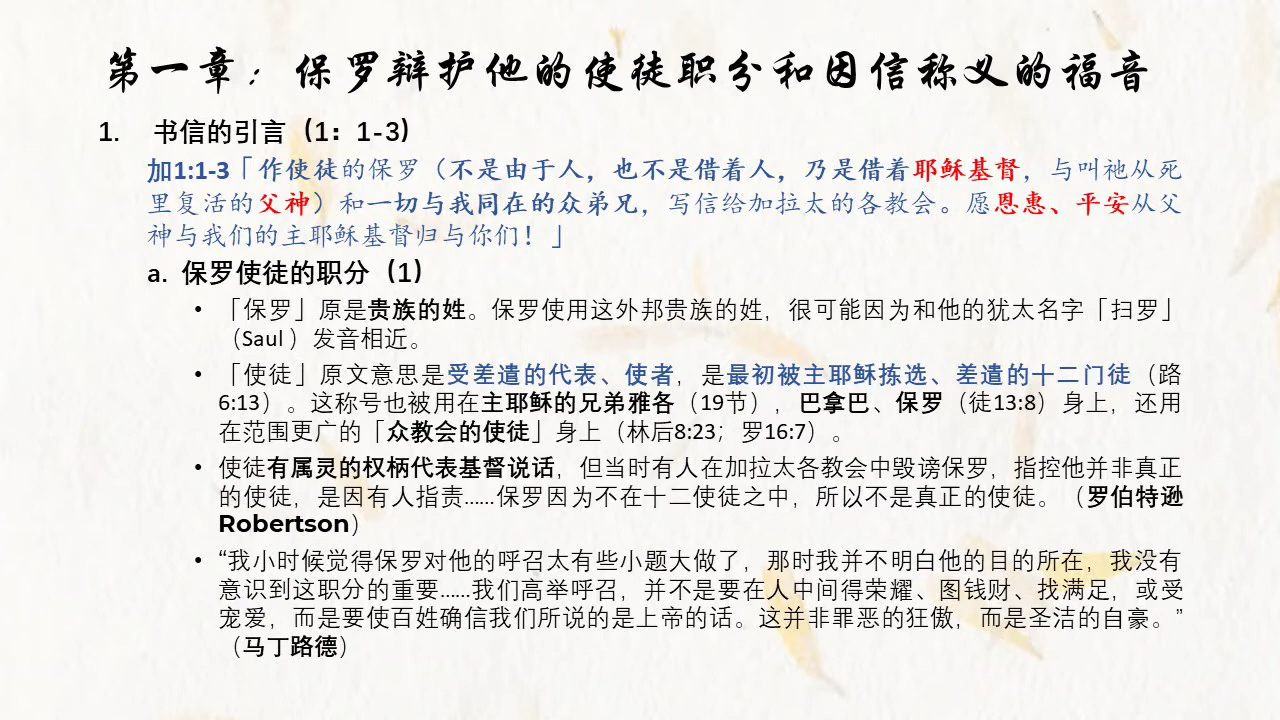 第一章：保罗辩护他的使徒职分和因信称义的福音
1. 书信的引言（1：1-3）
加1:1-3「作使徒的保罗（不是由于人，也不是借着人，乃是借着耶稣基督，与叫祂从死
里复活的父神）和一切与我同在的众弟兄，写信给加拉太的各教会。愿恩惠、平安从父
神与我们的主耶稣基督归与你们！」
a. 保罗使徒的职分（1）
• 「保罗」原是贵族的姓。保罗使用这外邦贵族的姓，很可能因为和他的犹太名字「扫罗」
（Saul ）发音相近。
• 「使徒」原文意思是受差遣的代表、使者，是最初被主耶稣拣选、差遣的十二门徒（路
6:13）。这称号也被用在主耶稣的兄弟雅各（19节），巴拿巴、保罗（徒13:8）身上，还用
在范围更广的「众教会的使徒」身上（林后8:23；罗16:7）。
• 使徒有属灵的权柄代表基督说话，但当时有人在加拉太各教会中毁谤保罗，指控他并非真正
的使徒，是因有人指责......保罗因为不在十二使徒之中，所以不是真正的使徒。（罗伯特逊
Robertson）
• “我小时候觉得保罗对他的呼召太有些小题大做了，那时我并不明白他的目的所在，我没有
意识到这职分的重要......我们高举呼召，并不是要在人中间得荣耀、图钱财、找满足，或受
宠爱，而是要使百姓确信我们所说的是上帝的话。这并非罪恶的狂傲，而是圣洁的自豪。”
（马丁路德）